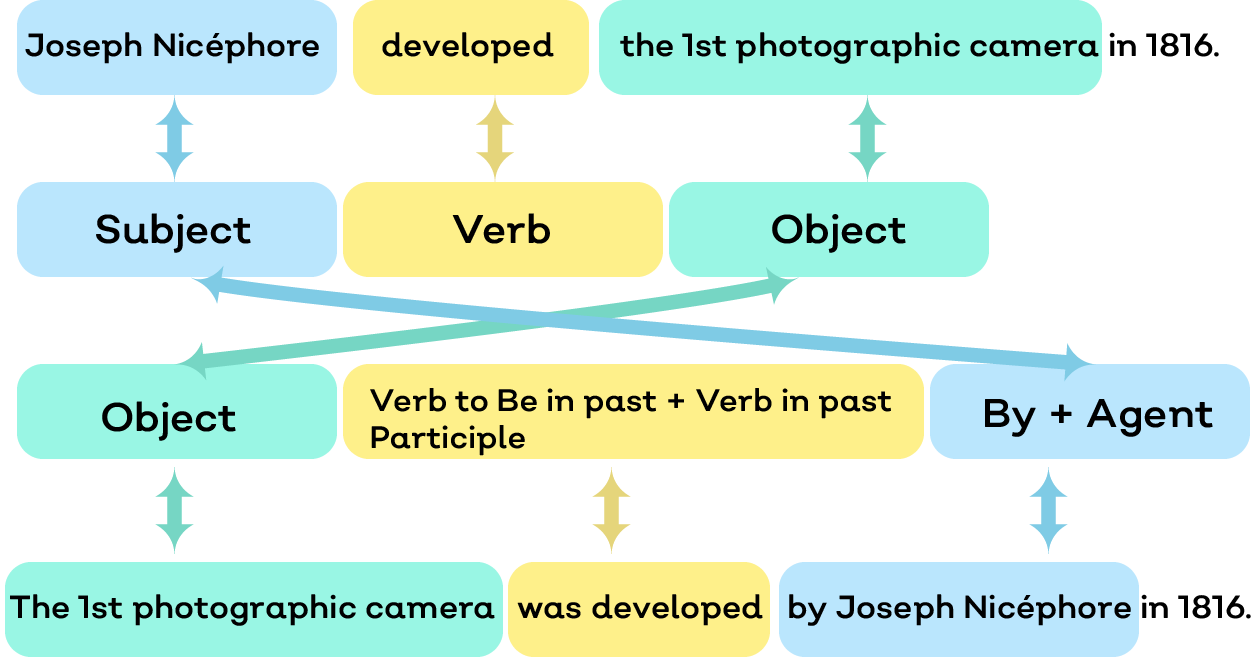 Joseph Nicéphore developed the 1st photographic camera in 1816.
Subject Verb Object
Object Verb to Be in past + Verb in past
Participle By + Agent
The 1st photographic camera was developed by Joseph Nicéphore in 1816.